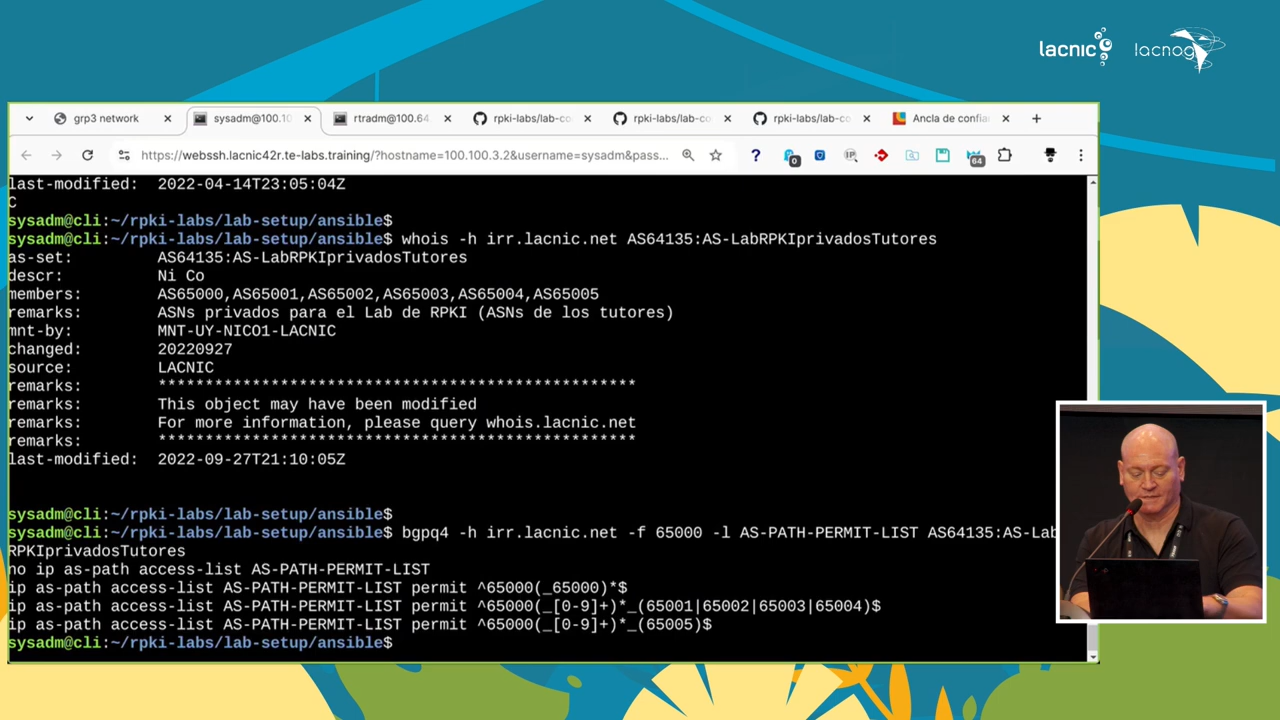 lacnic
lacnog
grp3 network
sysadm@100.10
rtradm@100.64
rpki-labs/lab-co
rpki-labs/lab-co
rpki-labs/lab-co
Ancla de confia
https://webssh.lacnic42r.te-labs.training/?hostname=100.100.3.2&username=sysadm&pass...
?
0
IP
64
last-modified: 2022-04-14T23:05:04Z
C
sysadm@cli:~/rpki-labs/lab-setup/ansible$
sysadm@cli:~/rpki-labs/lab-setup/ansible$ whois -h irr.lacnic.net AS64135:AS-LabRPKIprivadosTutores
as-set: AS64135:AS-LabRPKIprivadosTutores
descr: Ni Co
members: AS65000,AS65001,AS65002,AS65003,AS65004,AS65005
remarks: ASNs privados para el Lab de RPKI (ASNs de los tutores)
mnt-by: MNT-UY-NICO1-LACNIC
changed: 20220927
source: LACNIC
remarks: ***************************************************
remarks: This object may have been modified
remarks: For more information, please query whois.lacnic.net
remarks: ***************************************************
last-modified: 2022-09-27T21:10:05Z
sysadm@cli:~/rpki-labs/lab-setup/ansible$
sysadm@cli:~/rpki-labs/lab-setup/ansible$ bgpq4 -h irr.lacnic.net -f 65000 -l AS-PATH-PERMIT-LIST AS64135:AS-Lab
RPKIprivadosTutores
no ip as-path access-list AS-PATH-PERMIT-LIST
ip as-path access-list AS-PATH-PERMIT-LIST permit ^65000(_65000)*$
ip as-path access-list AS-PATH-PERMIT-LIST permit ^65000(_[0-9]+)*_(65001|65002|65003|65004)$
ip as-path access-list AS-PATH-PERMIT-LIST permit ^65000(_[0-9]+)*_(65005)$
sysadm@cli:~/rpki-labs/lab-setup/ansible$